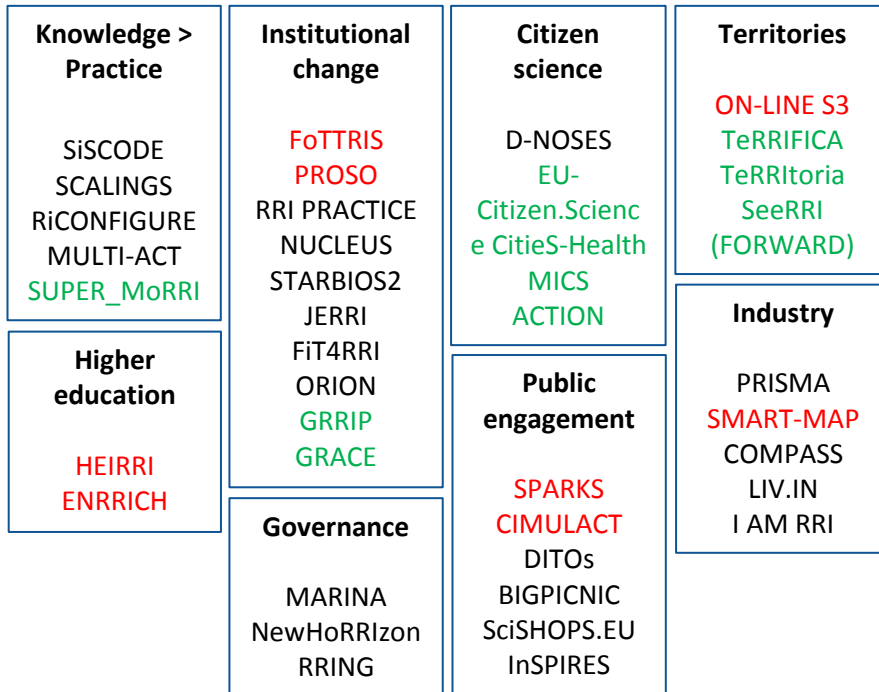 Knowledge >
Practice
SiSCODE
SCALINGS
RiCONFIGURE
MULTI-ACT
SUPER_MoRRI
Higher
education
HEIRRI
ENRRICH
Institutional
change
FoTTRIS
PROSO
RRI PRACTICE
NUCLEUS
STARBIOS2
JERRI
FiT4RRI
ORION
GRRIP
GRACE
Governance
MARINA
NewHoRRIzon
RRING
Citizen
science
D-NOSES
EU-
Citizen.Scienc
e CitieS-Health
MICS
ACTION
Public
engagement
SPARKS
CIMULACT
DITOs
BIGPICNIC
SciSHOPS.EU
InSPIRES
Territories
ON-LINE S3
TeRRIFICA
TeRRItoria
SeeRRI
(FORWARD)
Industry
PRISMA
SMART-MAP
COMPASS
LIV.IN
I AM RRI